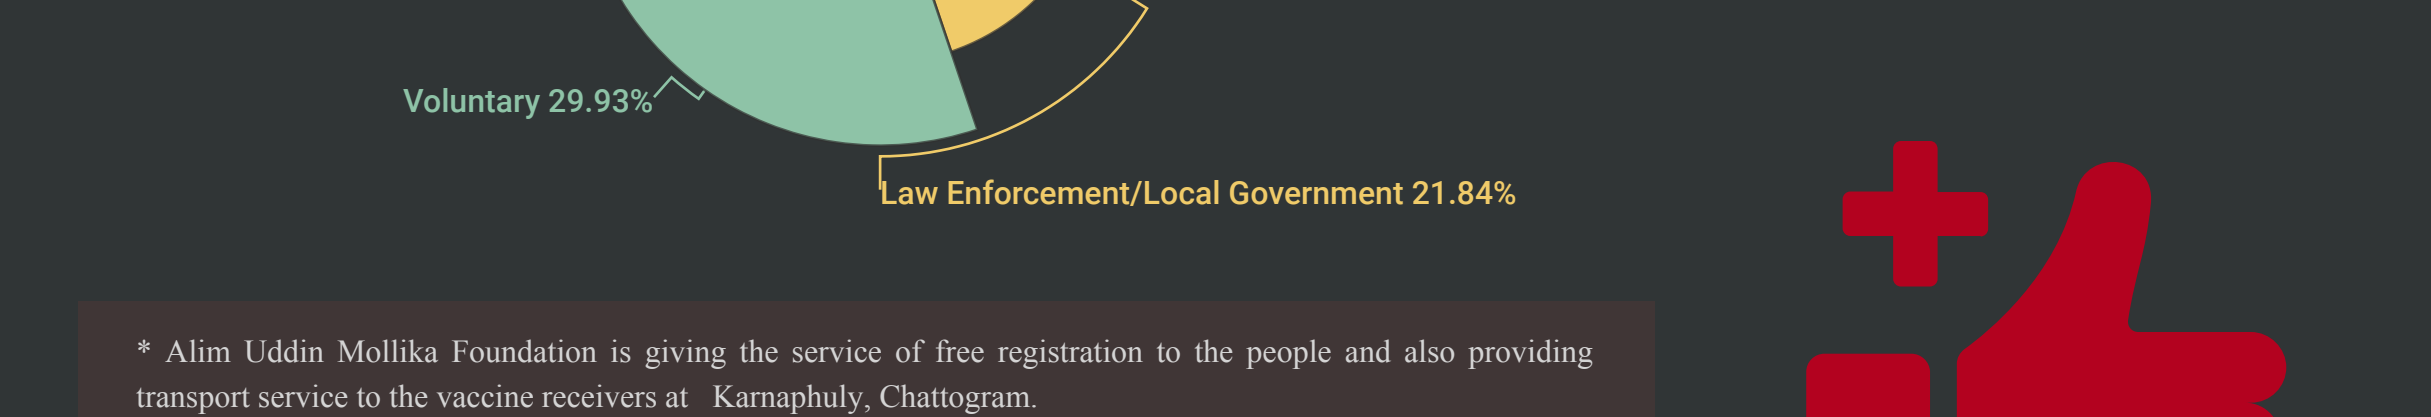 Voluntary 29.93%
Law Enforcement/Local Government 21.84%
* Alim Uddin Mollika Foundation is giving the service of free registration to the people and also providing
transport service to the vaccine receivers at Karnaphuly, Chattogram.